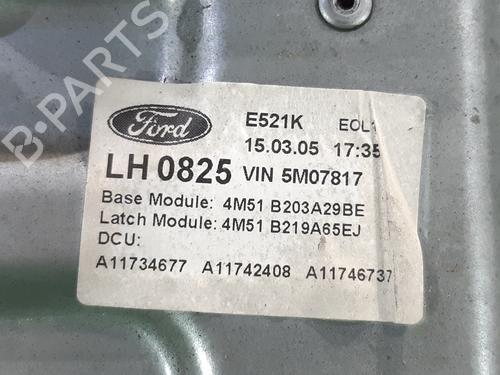 B-PARTS
Ford
E521K EOL1
15.03.05 17:35
LH 0825 VIN 5M07817
Base Module: 4M51 B203A29BE
Latch Module: 4M51 B219A65EJ
DCU:
A11734677 A11742408 A11746737